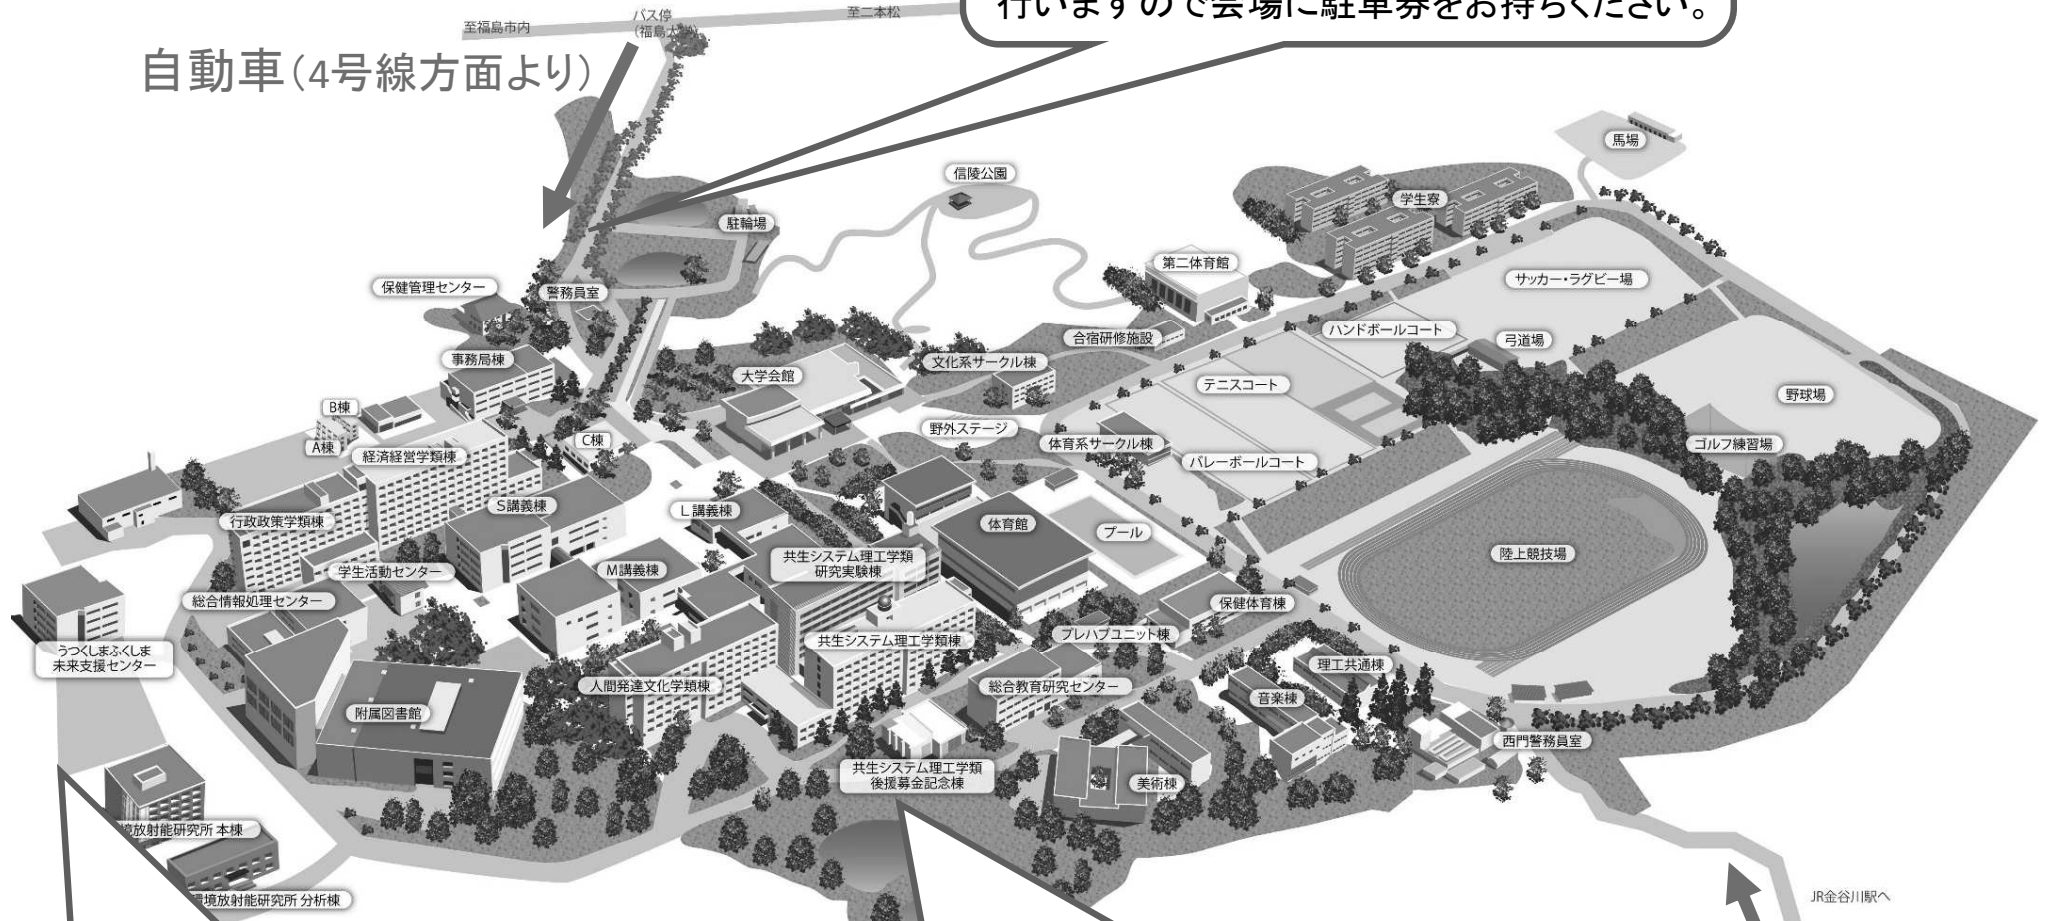 行いますので会場に駐車券をお持ちください。
至福島市内
バス停
(福島大学)
至二本松
自動車(4号線方面より)
馬場
信陵公園
学生寮
駐輪場
第二体育館
サッカー・ラグビー場
保健管理センター
警務員室
ハンドボールコート
合宿研修施設
弓道場
事務局棟
大学会館
文化系サークル棟
テニスコート
野球場
B棟
A棟
C棟
野外ステージ
体育系サークル棟
ゴルフ練習場
経済経営学類棟
バレーボールコート
S講義棟
L講義棟
行政政策学類棟
体育館
プール
陸上競技場
共生システム理工学類
研究実験棟
学生活動センター
M講義棟
総合情報処理センター
保健体育棟
プレハブユニット棟
共生システム理工学類棟
うつくしまふくしま
未来支援センター
理工共通棟
人間発達文化学類棟
総合教育研究センター
音楽棟
附属図書館
西門警務員室
共生システム理工学類
後援募金記念棟
美術棟
境放射能研究所 本棟
環境放射能研究所 分析棟
JR金谷川駅へ